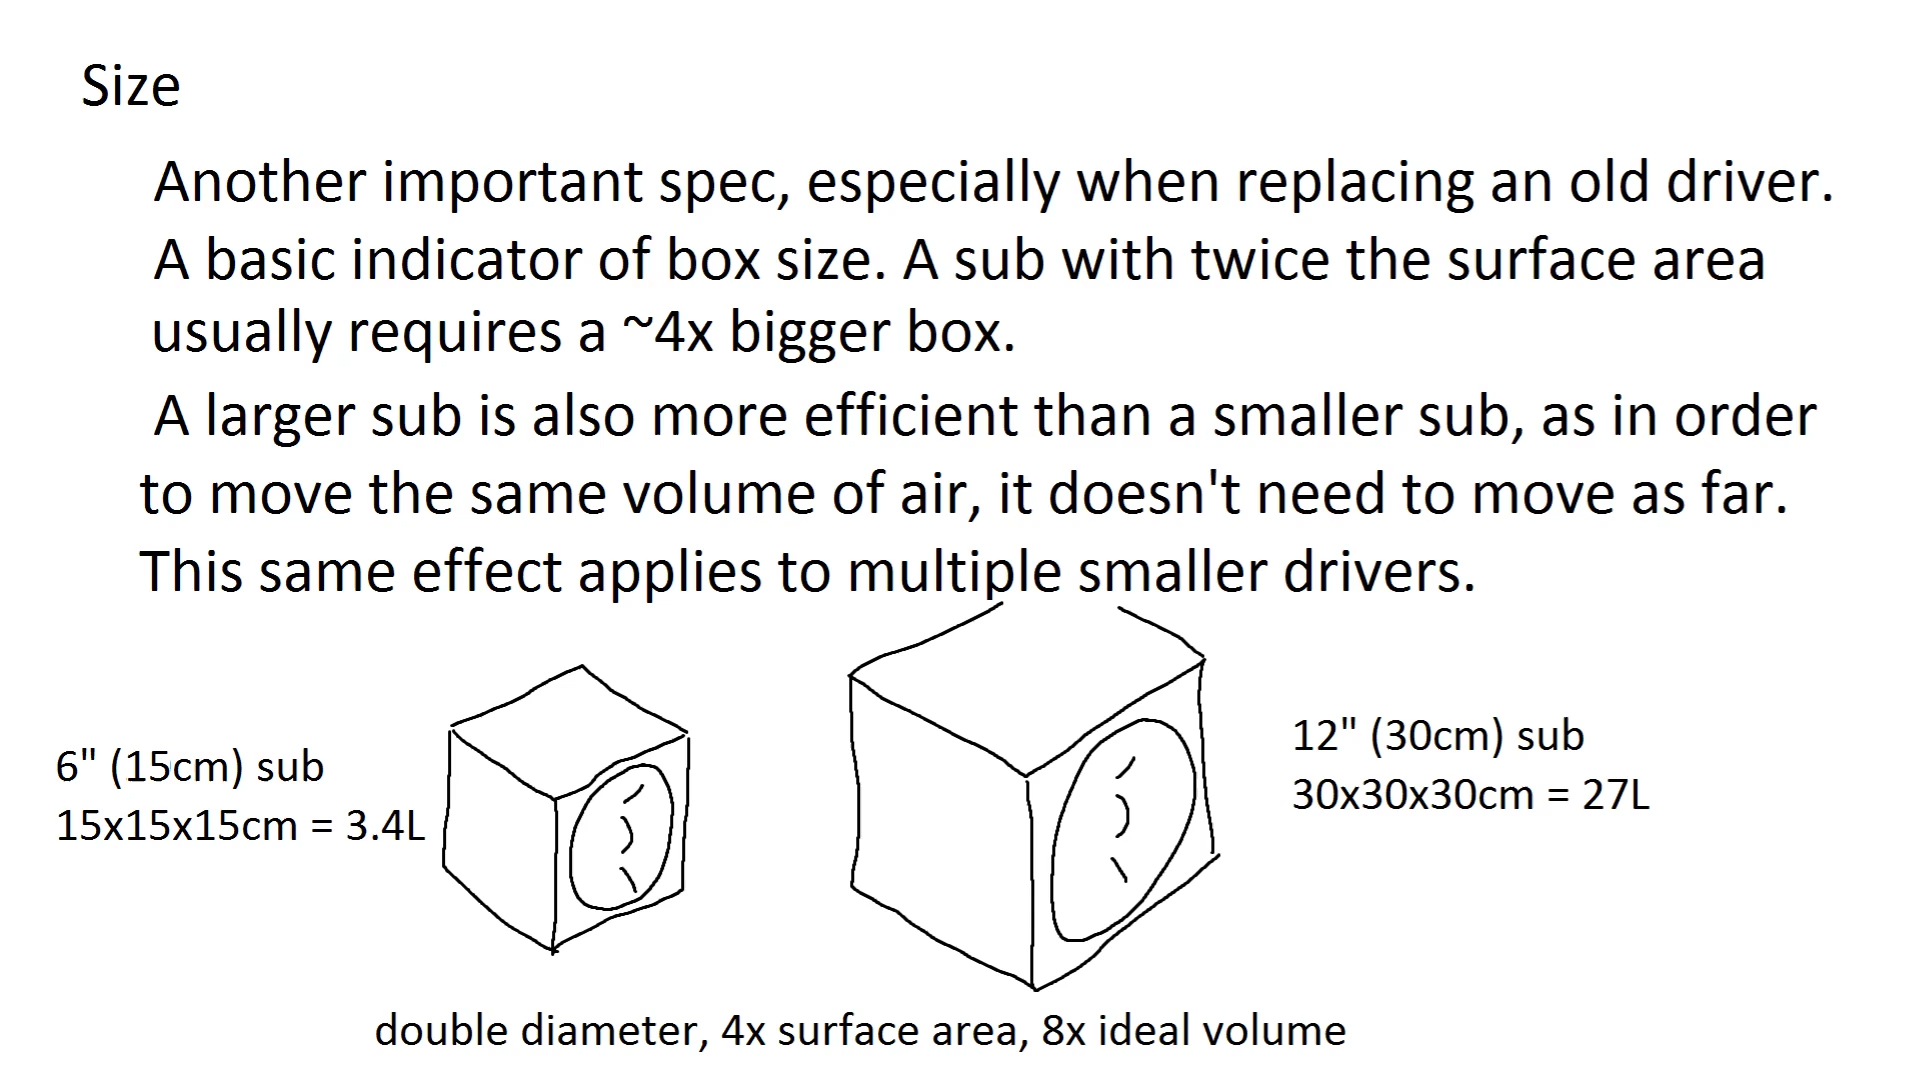 Size
Another important spec, especially when replacing an old driver.
A basic indicator of box size. A sub with twice the surface area
usually requires a ~4x bigger box.
A larger sub is also more efficient than a smaller sub, as in order
to move the same volume of air, it doesn't need to move as far.
This same effect applies to multiple smaller drivers.
6" (15cm) sub
15x15x15cm = 3.4L
12" (30cm) sub
30x30x30cm = 27L
double diameter, 4x surface area, 8x ideal volume